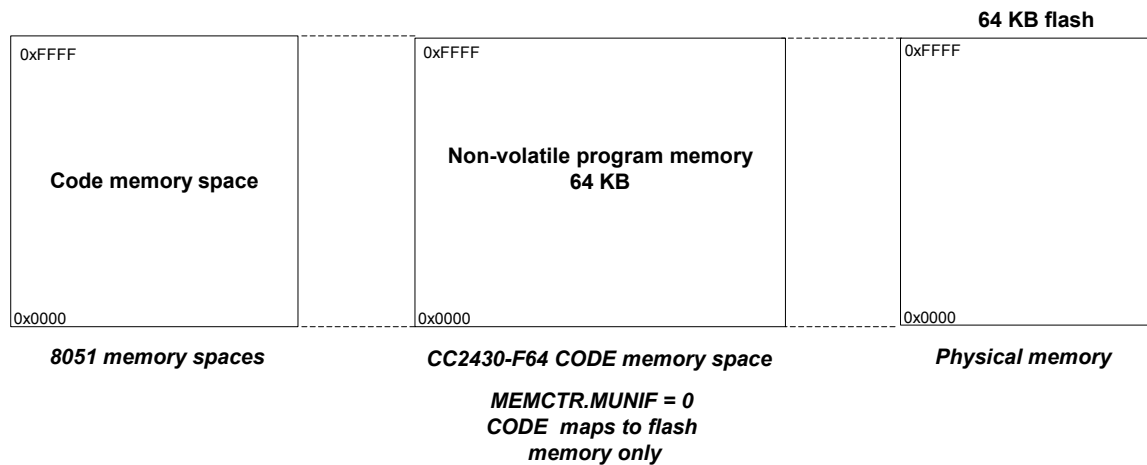 64 KB flash
0xFFFF
0xFFFF
0xFFFF
Code memory space
Non-volatile program memory
64 KB
0x0000
0x0000
0x0000
8051 memory spaces
CC2430-F64 CODE memory space
Physical memory
MEMCTR.MUNIF = 0
CODE maps to flash
memory only